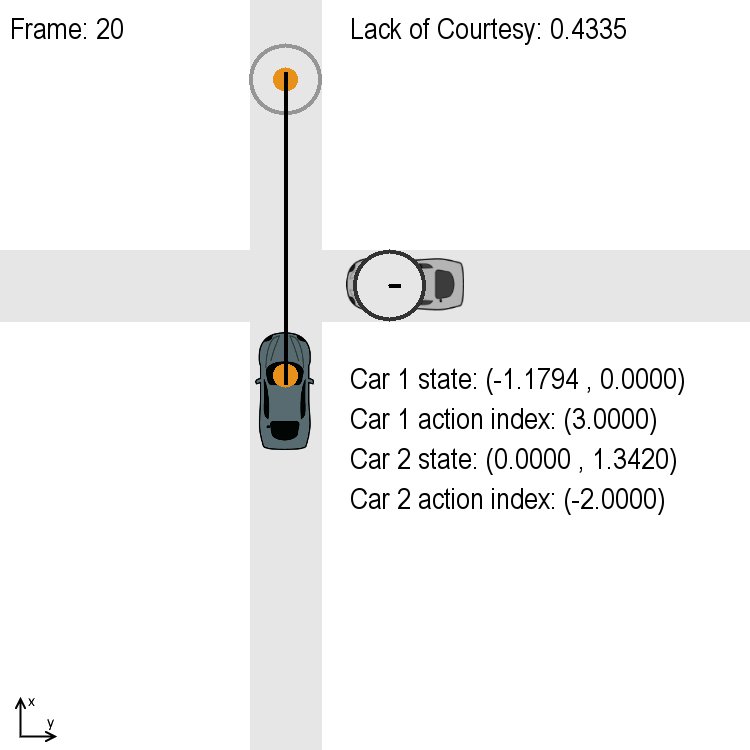 Frame: 20
Lack of Courtesy: 0.4335
Car 1 state: (-1.1794 , 0.0000)
Car 1 action index: (3.0000)
Car 2 state: (0.0000 , 1.3420)
Car 2 action index: (-2.0000)
x
y